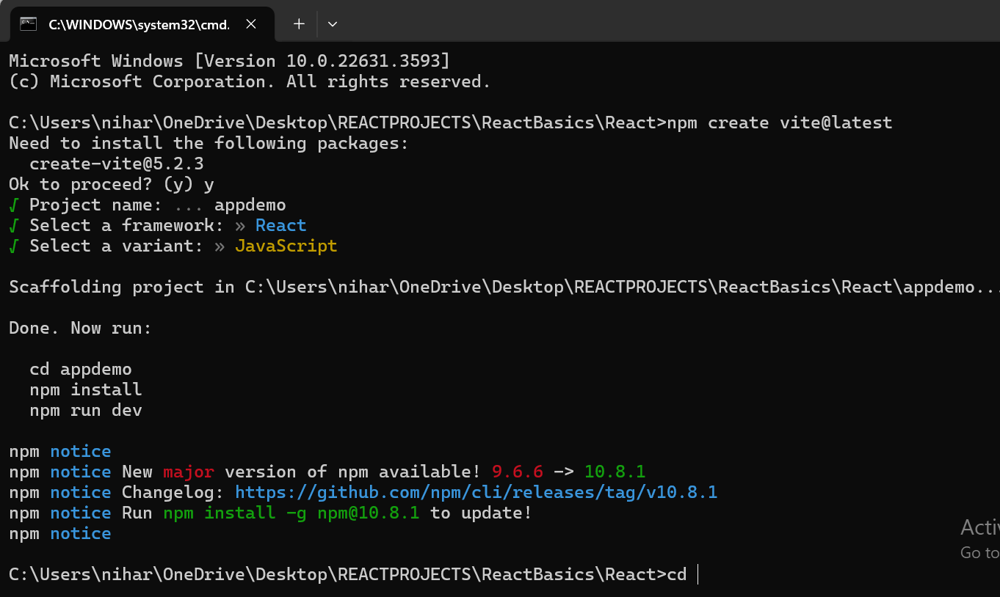 C:\WINDOWS\system32\cmd.
Microsoft Windows [Version 10.0.22631.3593]
(c) Microsoft Corporation. All rights reserved.
C:\Users\nihar\OneDrive\Desktop\REACTPROJECTS\ReactBasics\React>npm create vite@latest
Need to install the following packages:
  create-vite@5.2.3
Ok to proceed? (y) y
√ Project name: ... appdemo
√ Select a framework: » React
√ Select a variant: » JavaScript
Scaffolding project in C:\Users\nihar\OneDrive\Desktop\REACTPROJECTS\ReactBasics\React\appdemo...
Done. Now run:
  cd appdemo
  npm install
  npm run dev
npm notice
npm notice New major version of npm available! 9.6.6 -> 10.8.1
npm notice Changelog: https://github.com/npm/cli/releases/tag/v10.8.1
npm notice Run npm install -g npm@10.8.1 to update!
npm notice
Go to
C:\Users\nihar\OneDrive\Desktop\REACTPROJECTS\ReactBasics\React>cd